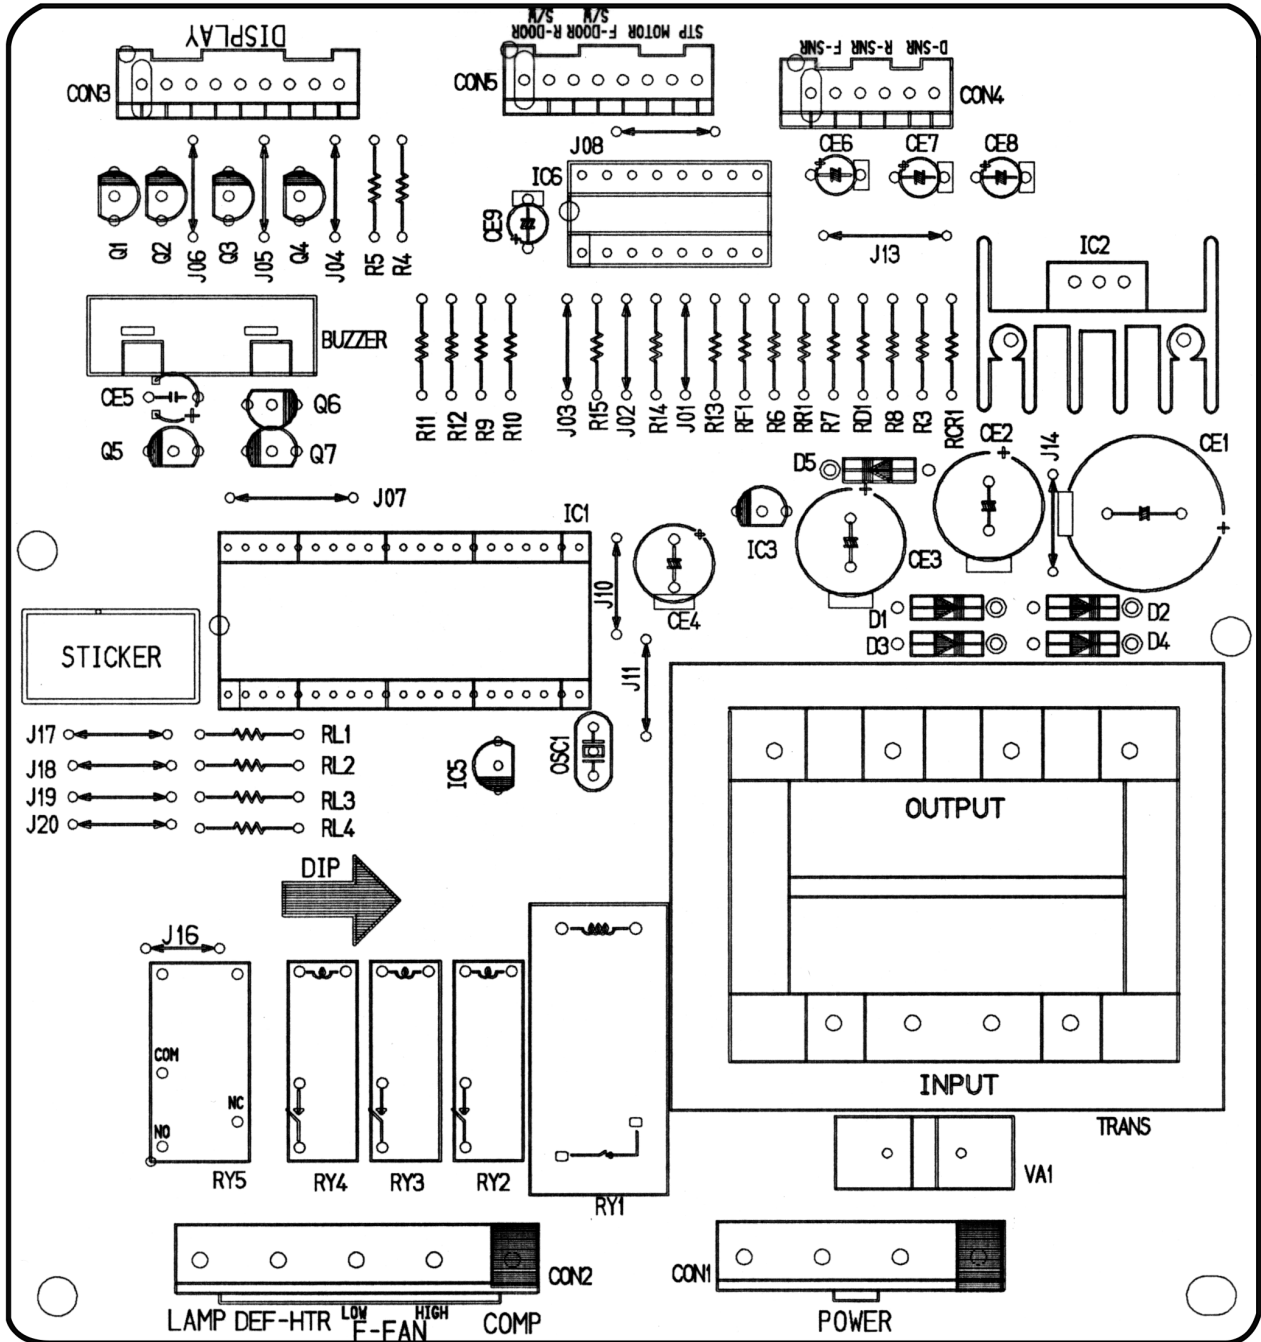 DISPLAY
S/W S/W
R-DOOR F-DOOR STP MOTOR
F-SNR R-SNR D-SNR
CON3
CON5
CON4
J08
CE6 CE7 CE8
IC6
CE9
J13
Q1 Q2 J06 Q3 J05 Q4 J04 R5 R4
IC2
BUZZER
CE5
Q6
Q5
Q7
R11 R12 R9 R10 J03 R15 J02 R14 J01 R13 RF1 R6 RR1 R7 RD1 R8 R3 RCR1
CE2
J14
CE1
D5
J07
IC1
IC3
CE3
J10
CE4
D1
D2
D3
D4
STICKER
J11
J17
RL1
J18
RL2
J19
RL3
J20
RL4
IC5
OSC1
OUTPUT
DIP
J16
COM
NC
NO
INPUT
TRANS
RY5
RY4
RY3
RY2
RY1
VA1
CON2
CON1
LAMP DEF-HTR LOW HIGH COMP
F-FAN
POWER